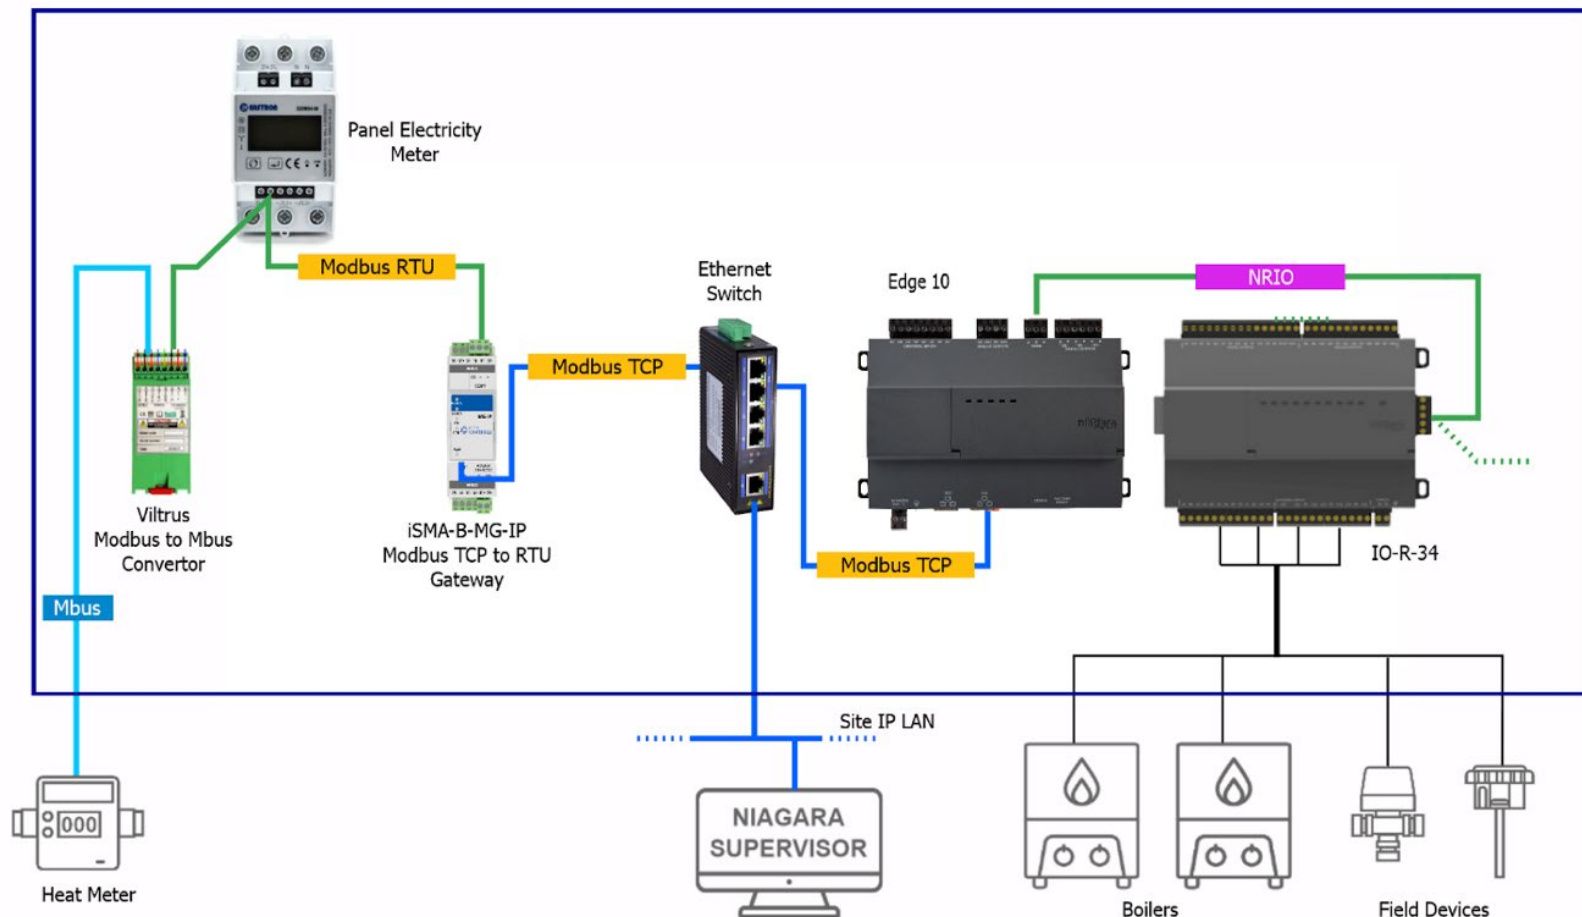 Panel Electricity
Meter
Modbus RTU
Ethernet
Switch
Edge 10
NRIO
Modbus TCP
Viltrus
Modbus to Mbus
Convertor
iSMA-B-MG-IP
Modbus TCP to RTU
Gateway
Modbus TCP
IO-R-34
Mbus
Site IP LAN
000
Heat Meter
NIAGARA
SUPERVISOR
Boilers
Field Devices